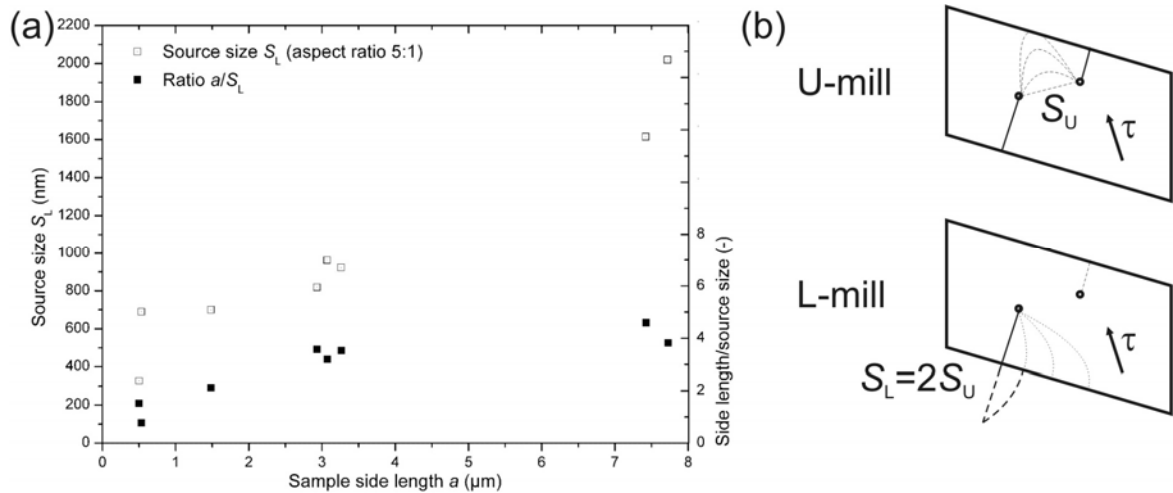 (a)
2200
2000
1800
1600
1400
1200
1000
800
600
400
200
0
Source size S_L (nm)
Source size S_L (aspect ratio 5:1)
Ratio a/S_L
8
6
4
2
0
Side length/source size (-)
0 1 2 3 4 5 6 7 8
Sample side length a (µm)
(b)
U-mill
S_U
τ
L-mill
S_L=2S_U
τ